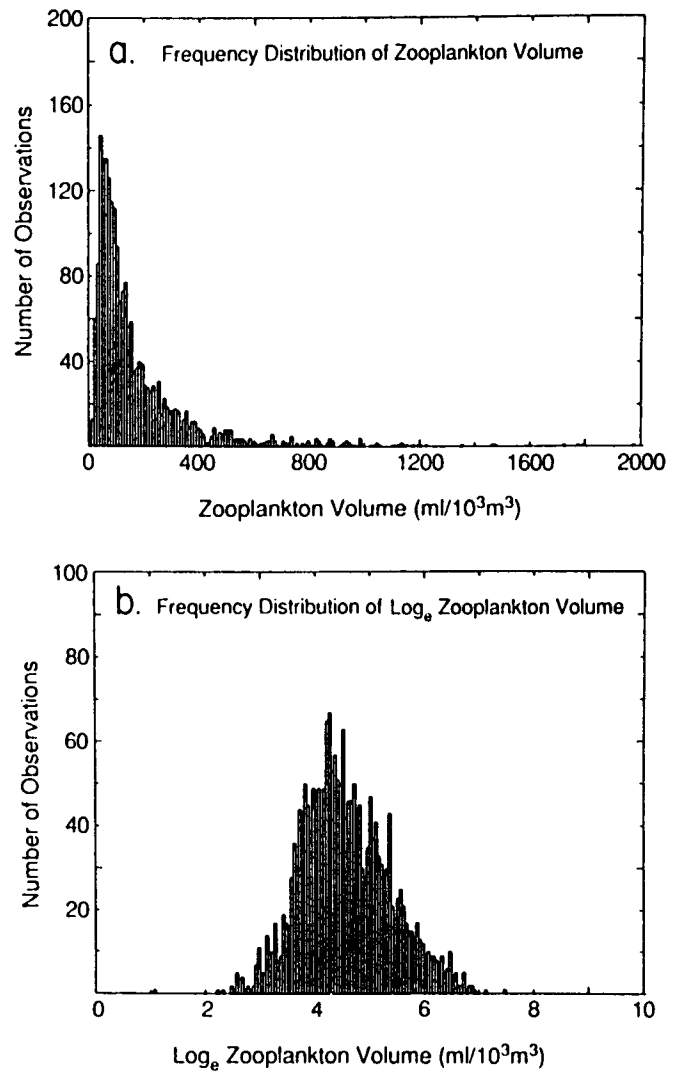 200
a. Frequency Distribution of Zooplankton Volume
160
120
80
40
Number of Observations
0 400 800 1200 1600 2000
Zooplankton Volume (ml/10³m³)
100
b. Frequency Distribution of Logₑ Zooplankton Volume
80
60
40
20
Number of Observations
0 2 4 6 8 10
Logₑ Zooplankton Volume (ml/10³m³)